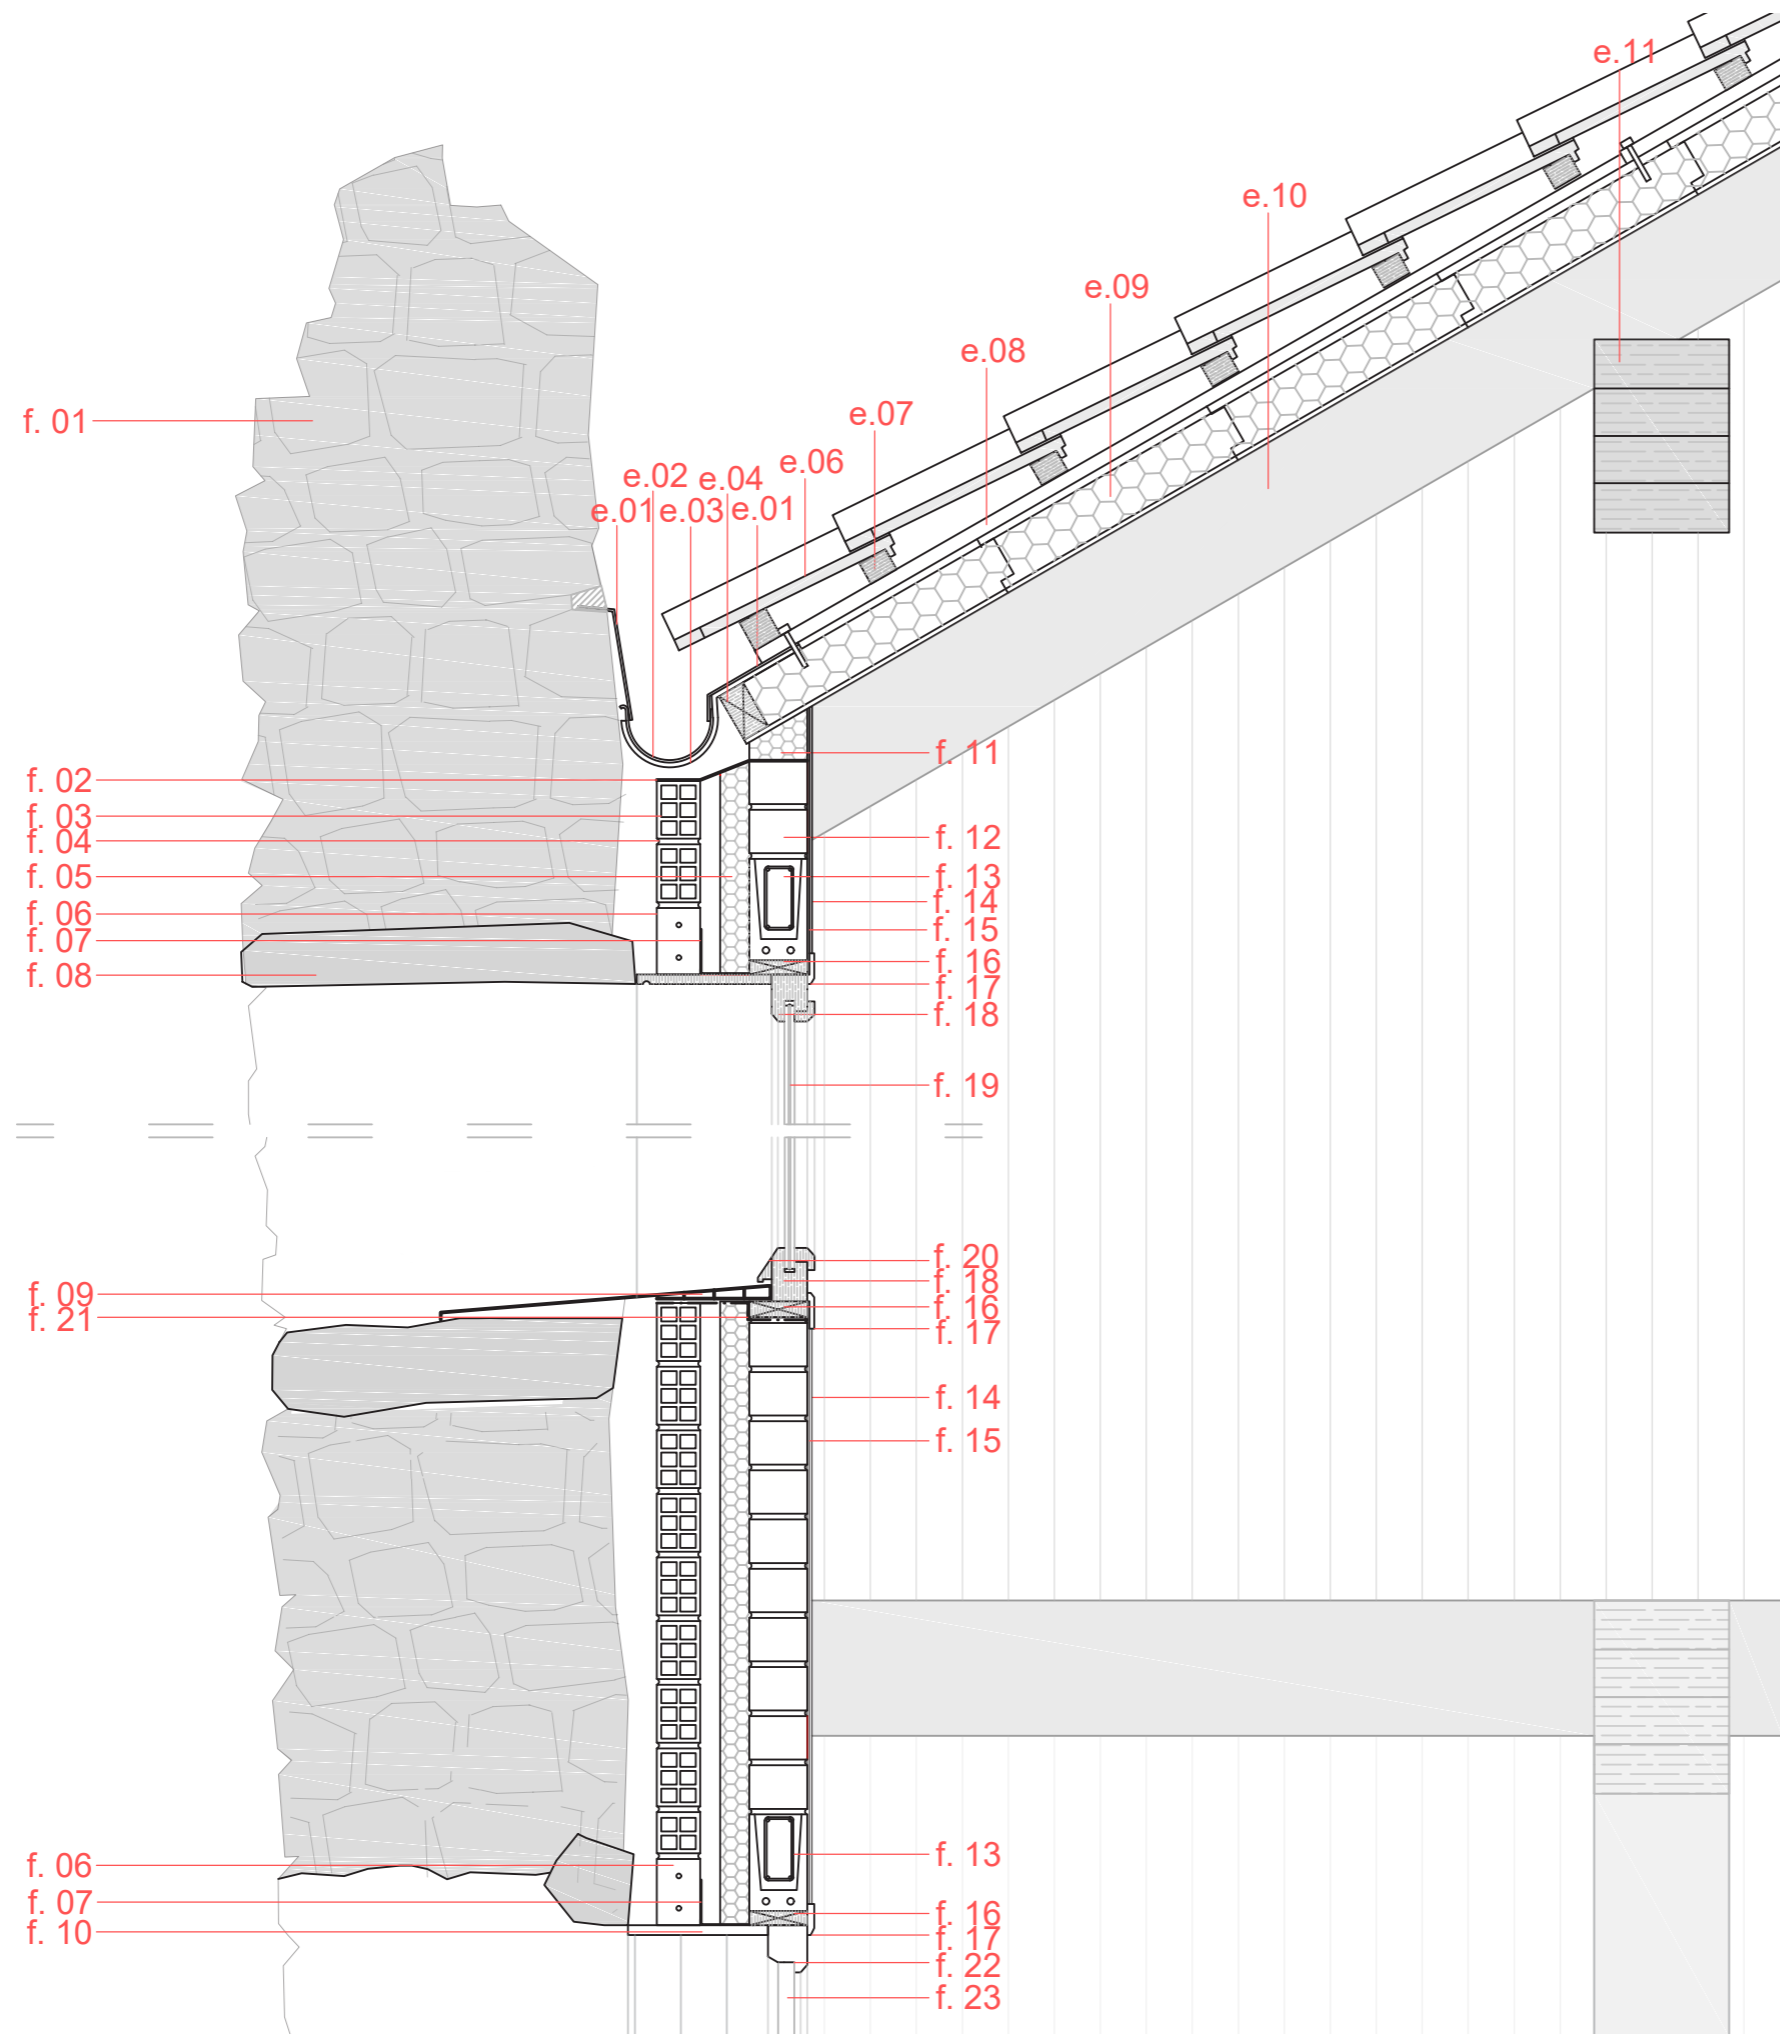 e.11
e.10
e.09
e.08
e.07
f. 01
e.06
e.02
e.04
e.01
e.03
e.01
f. 11
f. 02
f. 03
f. 04
f. 12
f. 05
f. 13
f. 14
f. 06
f. 15
f. 07
f. 16
f. 08
f. 17
f. 18
f. 19
f. 20
f. 18
f. 09
f. 16
f. 21
f. 17
f. 14
f. 15
f. 13
f. 06
f. 07
f. 16
f. 10
f. 17
f. 22
f. 23